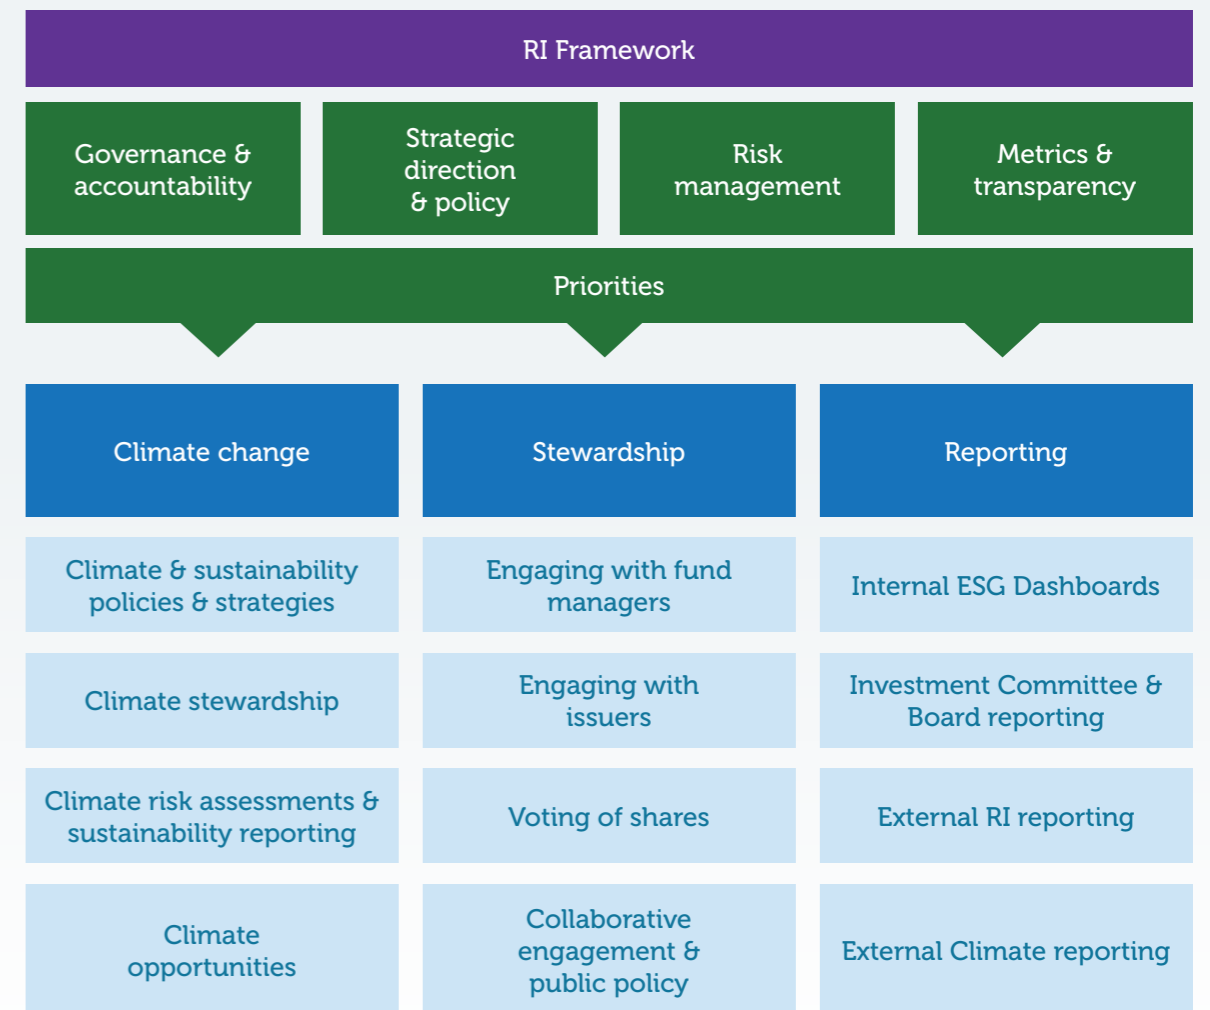 RI Framework
Governance &
accountability
Strategic
direction
& policy
Risk
management
Metrics &
transparency
Priorities
Climate change
Stewardship
Reporting
Climate & sustainability
policies & strategies
Engaging with fund
managers
Internal ESG Dashboards
Climate stewardship
Engaging with
issuers
Investment Committee &
Board reporting
Climate risk assessments &
sustainability reporting
Voting of shares
External RI reporting
Climate
opportunities
Collaborative
engagement &
public policy
External Climate reporting